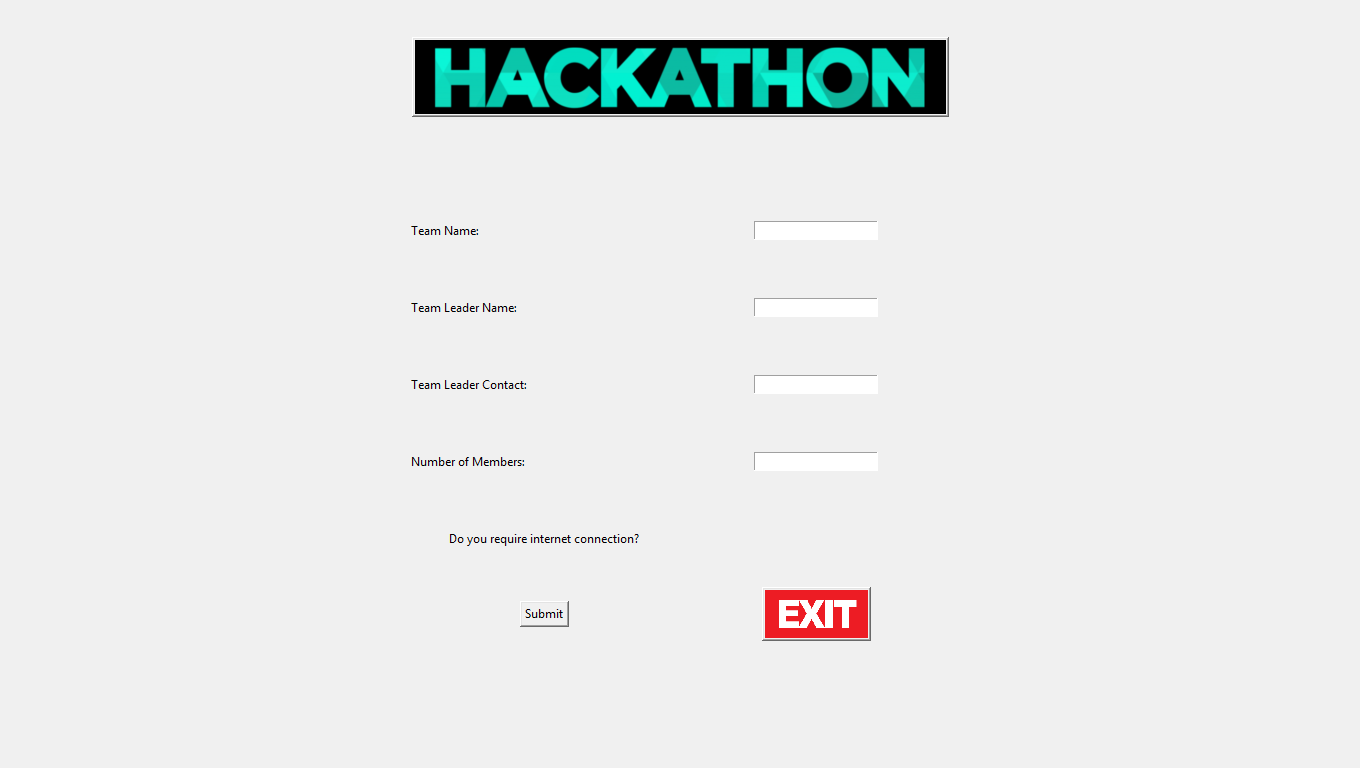 HACKATHON
Team Name:
Team Leader Name:
Team Leader Contact:
Number of Members:
Do you require internet connection?
Submit
EXIT